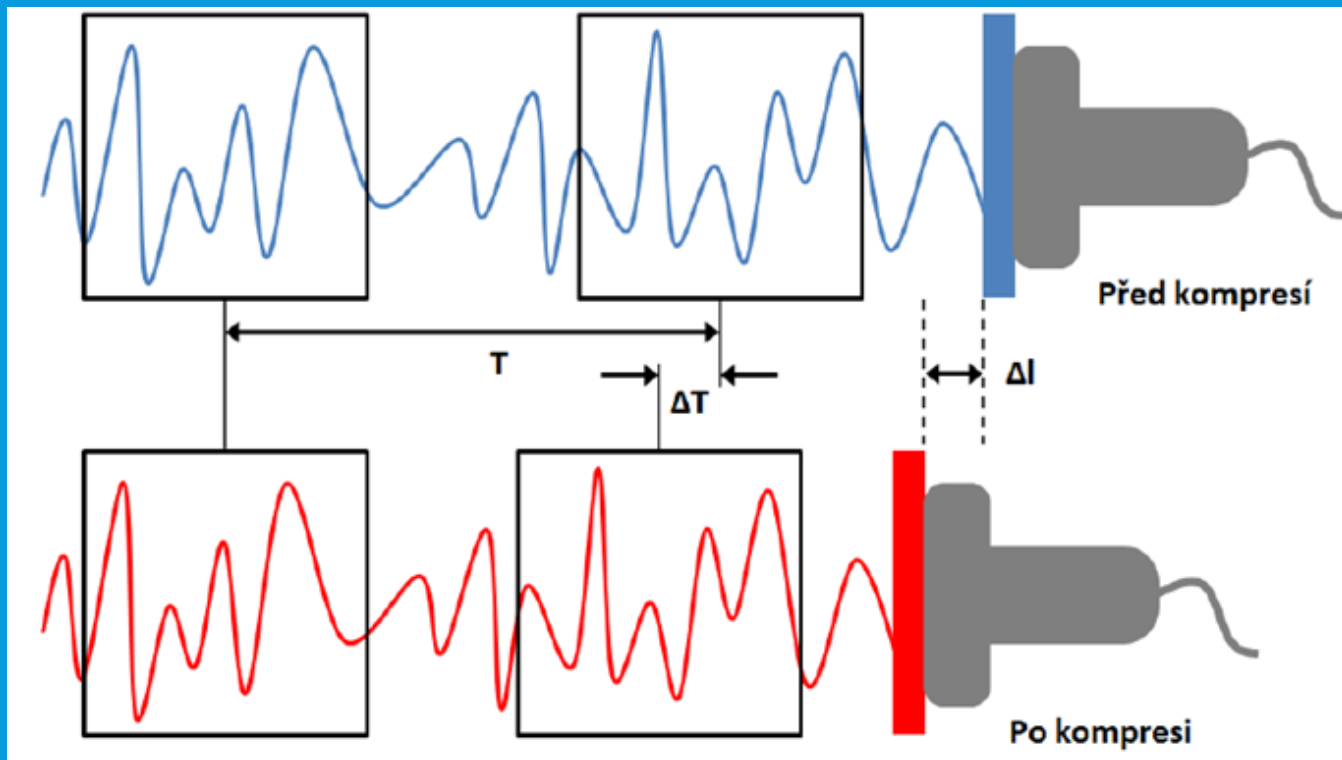 Před kompresí
T
ΔT
Δl
Po kompresi